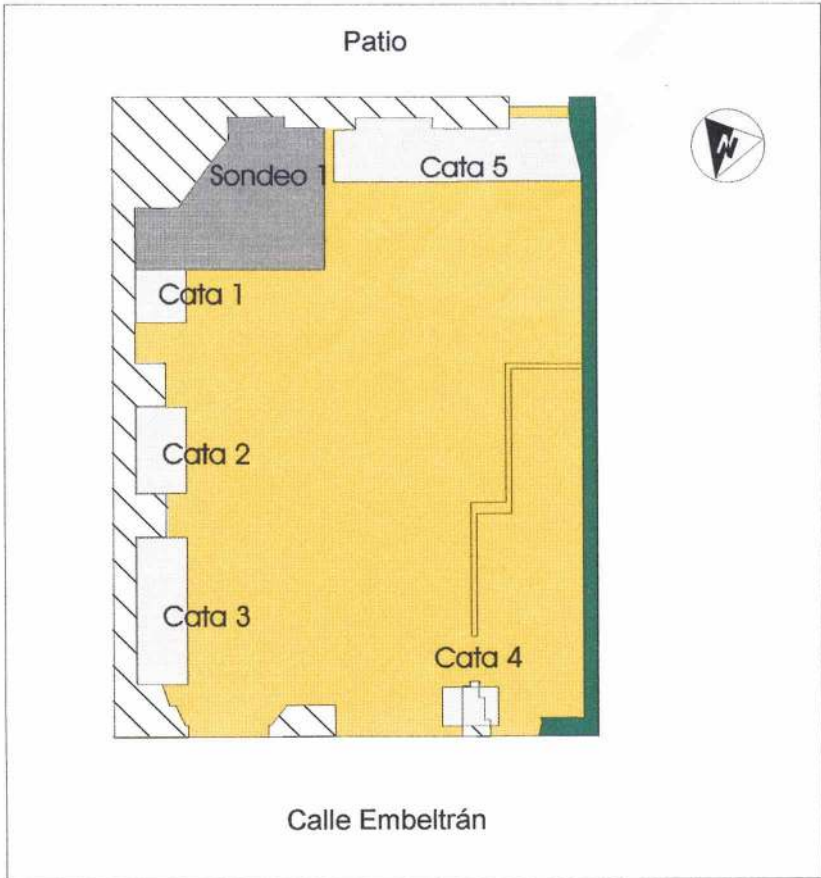 Patio
N
Sondeo 1
Cata 5
Cata 1
Cata 2
Cata 3
Cata 4
Calle Embeltrán